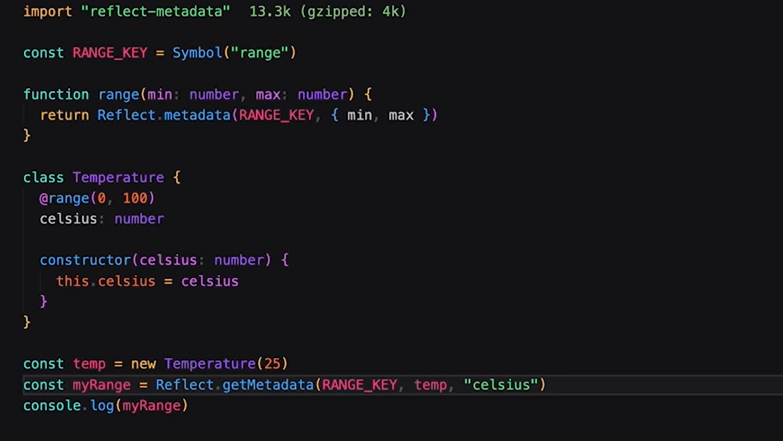 import "reflect-metadata" 13.3k (gzipped: 4k)
const RANGE_KEY = Symbol("range")
function range(min: number, max: number) {
return Reflect.metadata(RANGE_KEY, { min, max })
}
class Temperature {
@range(0, 100)
celsius: number
constructor(celsius: number) {
this.celsius = celsius
}
}
const temp = new Temperature(25)
const myRange = Reflect.getMetadata(RANGE_KEY, temp, "celsius")
console.log(myRange)